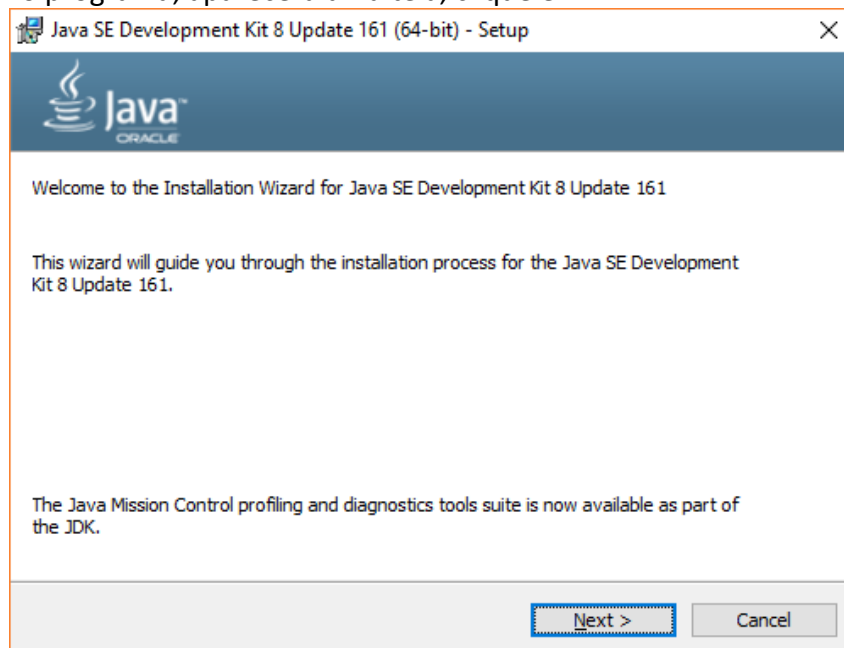 Java SE Development Kit 8 Update 161 (64-bit) - Setup
Java™
ORACLE
Welcome to the Installation Wizard for Java SE Development Kit 8 Update 161
This wizard will guide you through the installation process for the Java SE Development
Kit 8 Update 161.
The Java Mission Control profiling and diagnostics tools suite is now available as part of
the JDK.
Next >
Cancel